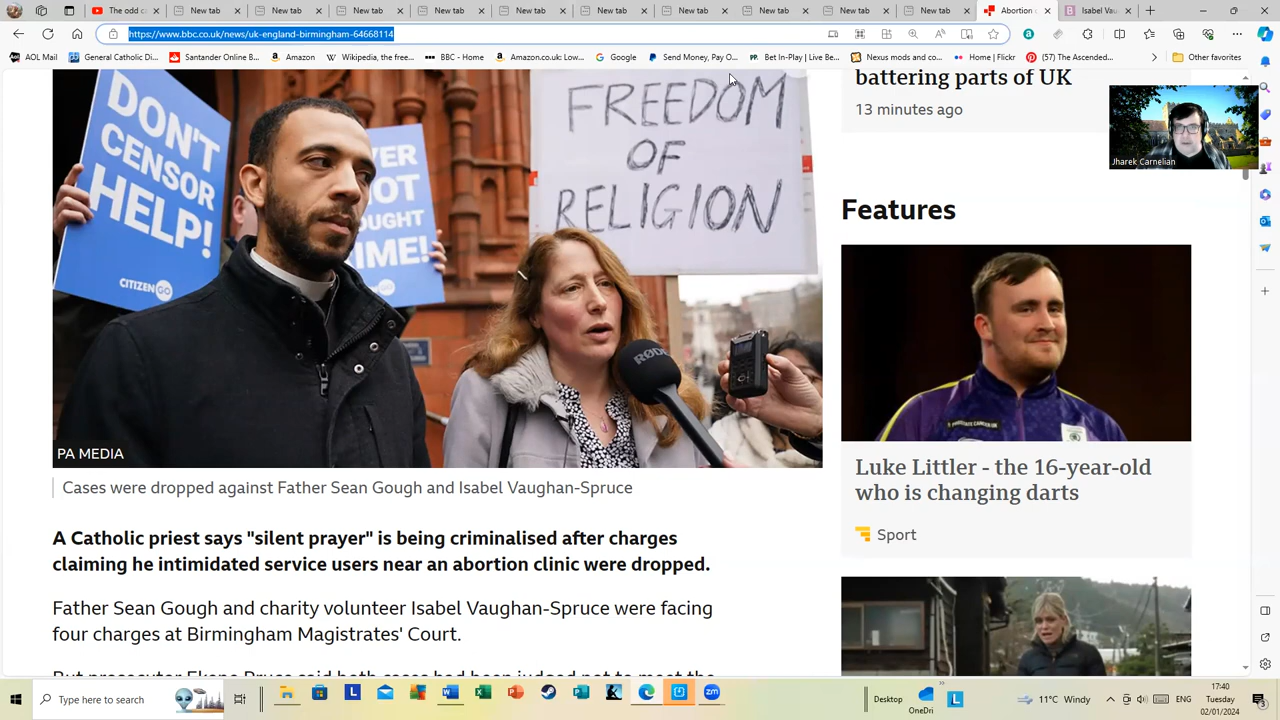 The odd ca
New tab
New tab
New tab
New tab
New tab
New tab
New tab
New tab
New tab
New tab
Abortion
Isabel Vau
https://www.bbc.co.uk/news/uk-england-birmingham-64668114
AOL Mail
General Catholic Di...
Santander Online B...
Amazon
Wikipedia, the free...
BBC - Home
Amazon.co.uk: Low...
Google
Send Money, Pay O...
Bet In-Play | Live Be...
Nexus mods and co...
Home | Flickr
(57) The Ascended...
Other favorites
DON'T
CENSOR
HELP!
CITIZENGO
FREEDOM
OF
RELIGION
RODE
PA MEDIA
Cases were dropped against Father Sean Gough and Isabel Vaughan-Spruce
A Catholic priest says "silent prayer" is being criminalised after charges
claiming he intimidated service users near an abortion clinic were dropped.
Father Sean Gough and charity volunteer Isabel Vaughan-Spruce were facing
four charges at Birmingham Magistrates' Court.
battering parts of UK
13 minutes ago
Jharek Carnelian
Features
Luke Littler - the 16-year-old
who is changing darts
Sport
Type here to search
Desktop
OneDri
11°C Windy
ENG
17:40
Tuesday
02/01/2024